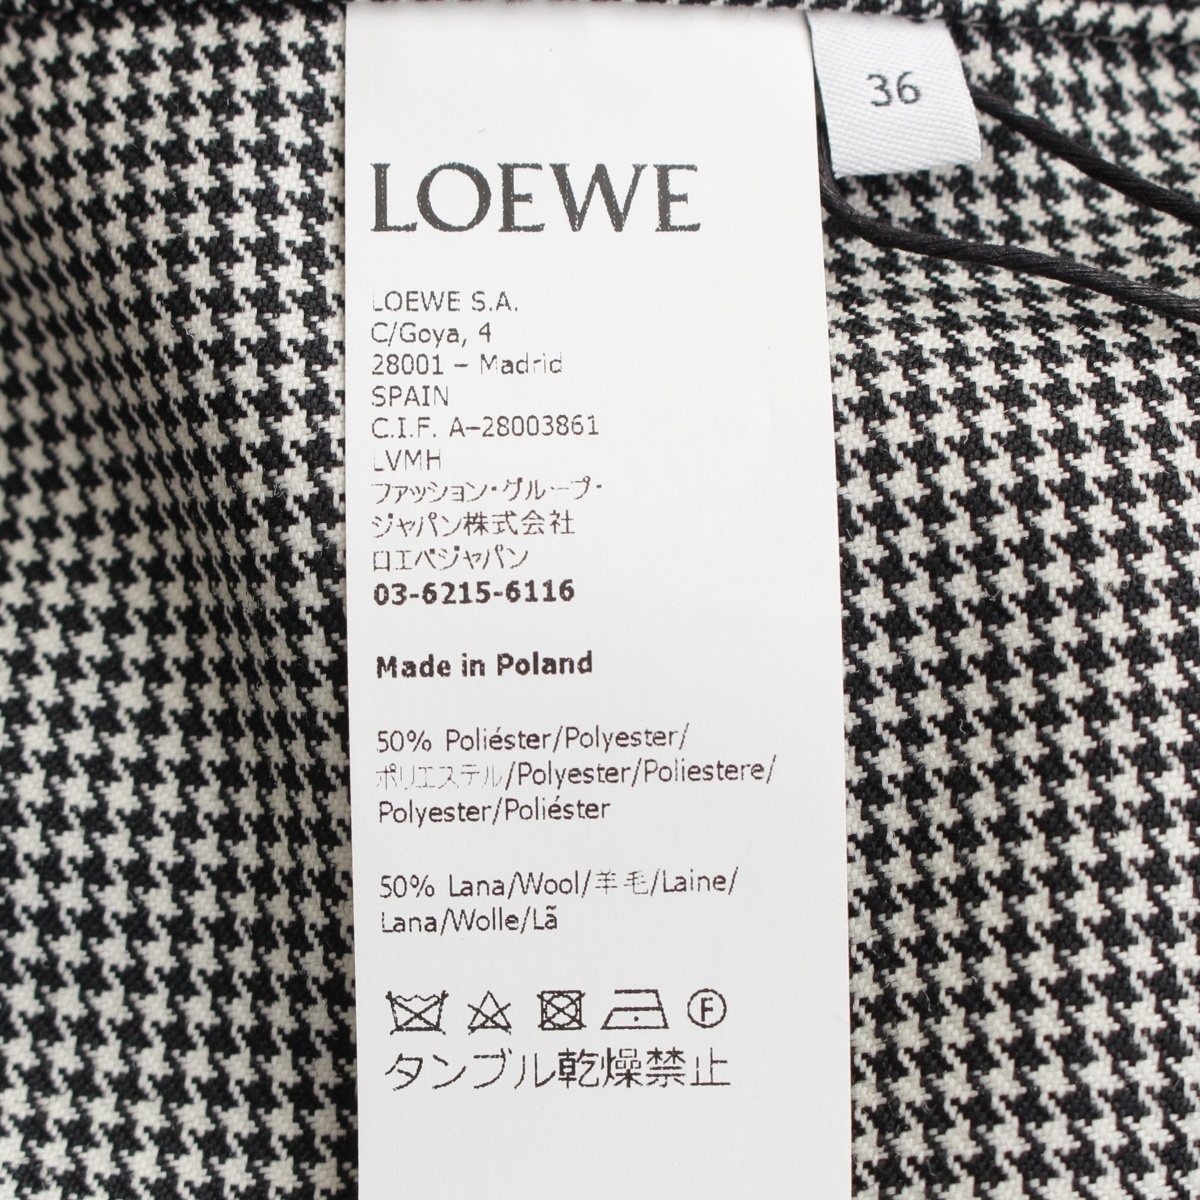 36
LOEWE
LOEWE S.A.
C/Goya, 4
28001 – Madrid
SPAIN
C.I.F. A–28003861
LVMH
ファッション・グループ・
ジャパン株式会社
ロエベジャパン
03-6215-6116
Made in Poland
50% Poliéster/Polyester/
ポリエステル/Polyester/Poliestere/
Polyester/Poliéster
50% Lana/Wool/羊毛/Laine/
Lana/Wolle/Lã
F
タンブル乾燥禁止